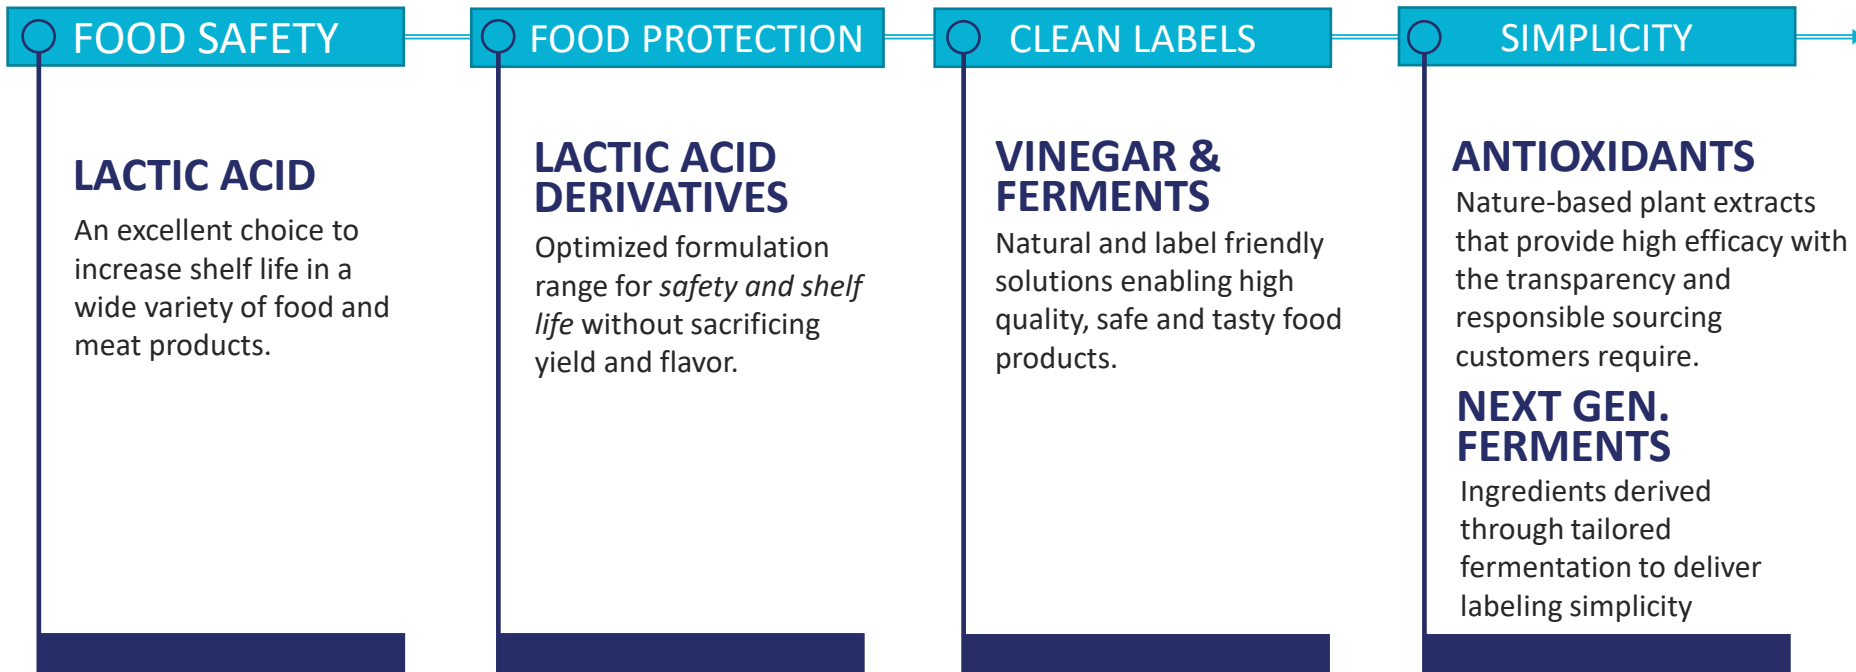 FOOD SAFETY
LACTIC ACID
An excellent choice to
increase shelf life in a
wide variety of food and
meat products.
FOOD PROTECTION
LACTIC ACID
DERIVATIVES
Optimized formulation
range for safety and shelf
life without sacrificing
yield and flavor.
CLEAN LABELS
VINEGAR &
FERMENTS
Natural and label friendly
solutions enabling high
quality, safe and tasty food
products.
SIMPLICITY
ANTIOXIDANTS
Nature-based plant extracts
that provide high efficacy with
the transparency and
responsible sourcing
customers require.
NEXT GEN.
FERMENTS
Ingredients derived
through tailored
fermentation to deliver
labeling simplicity